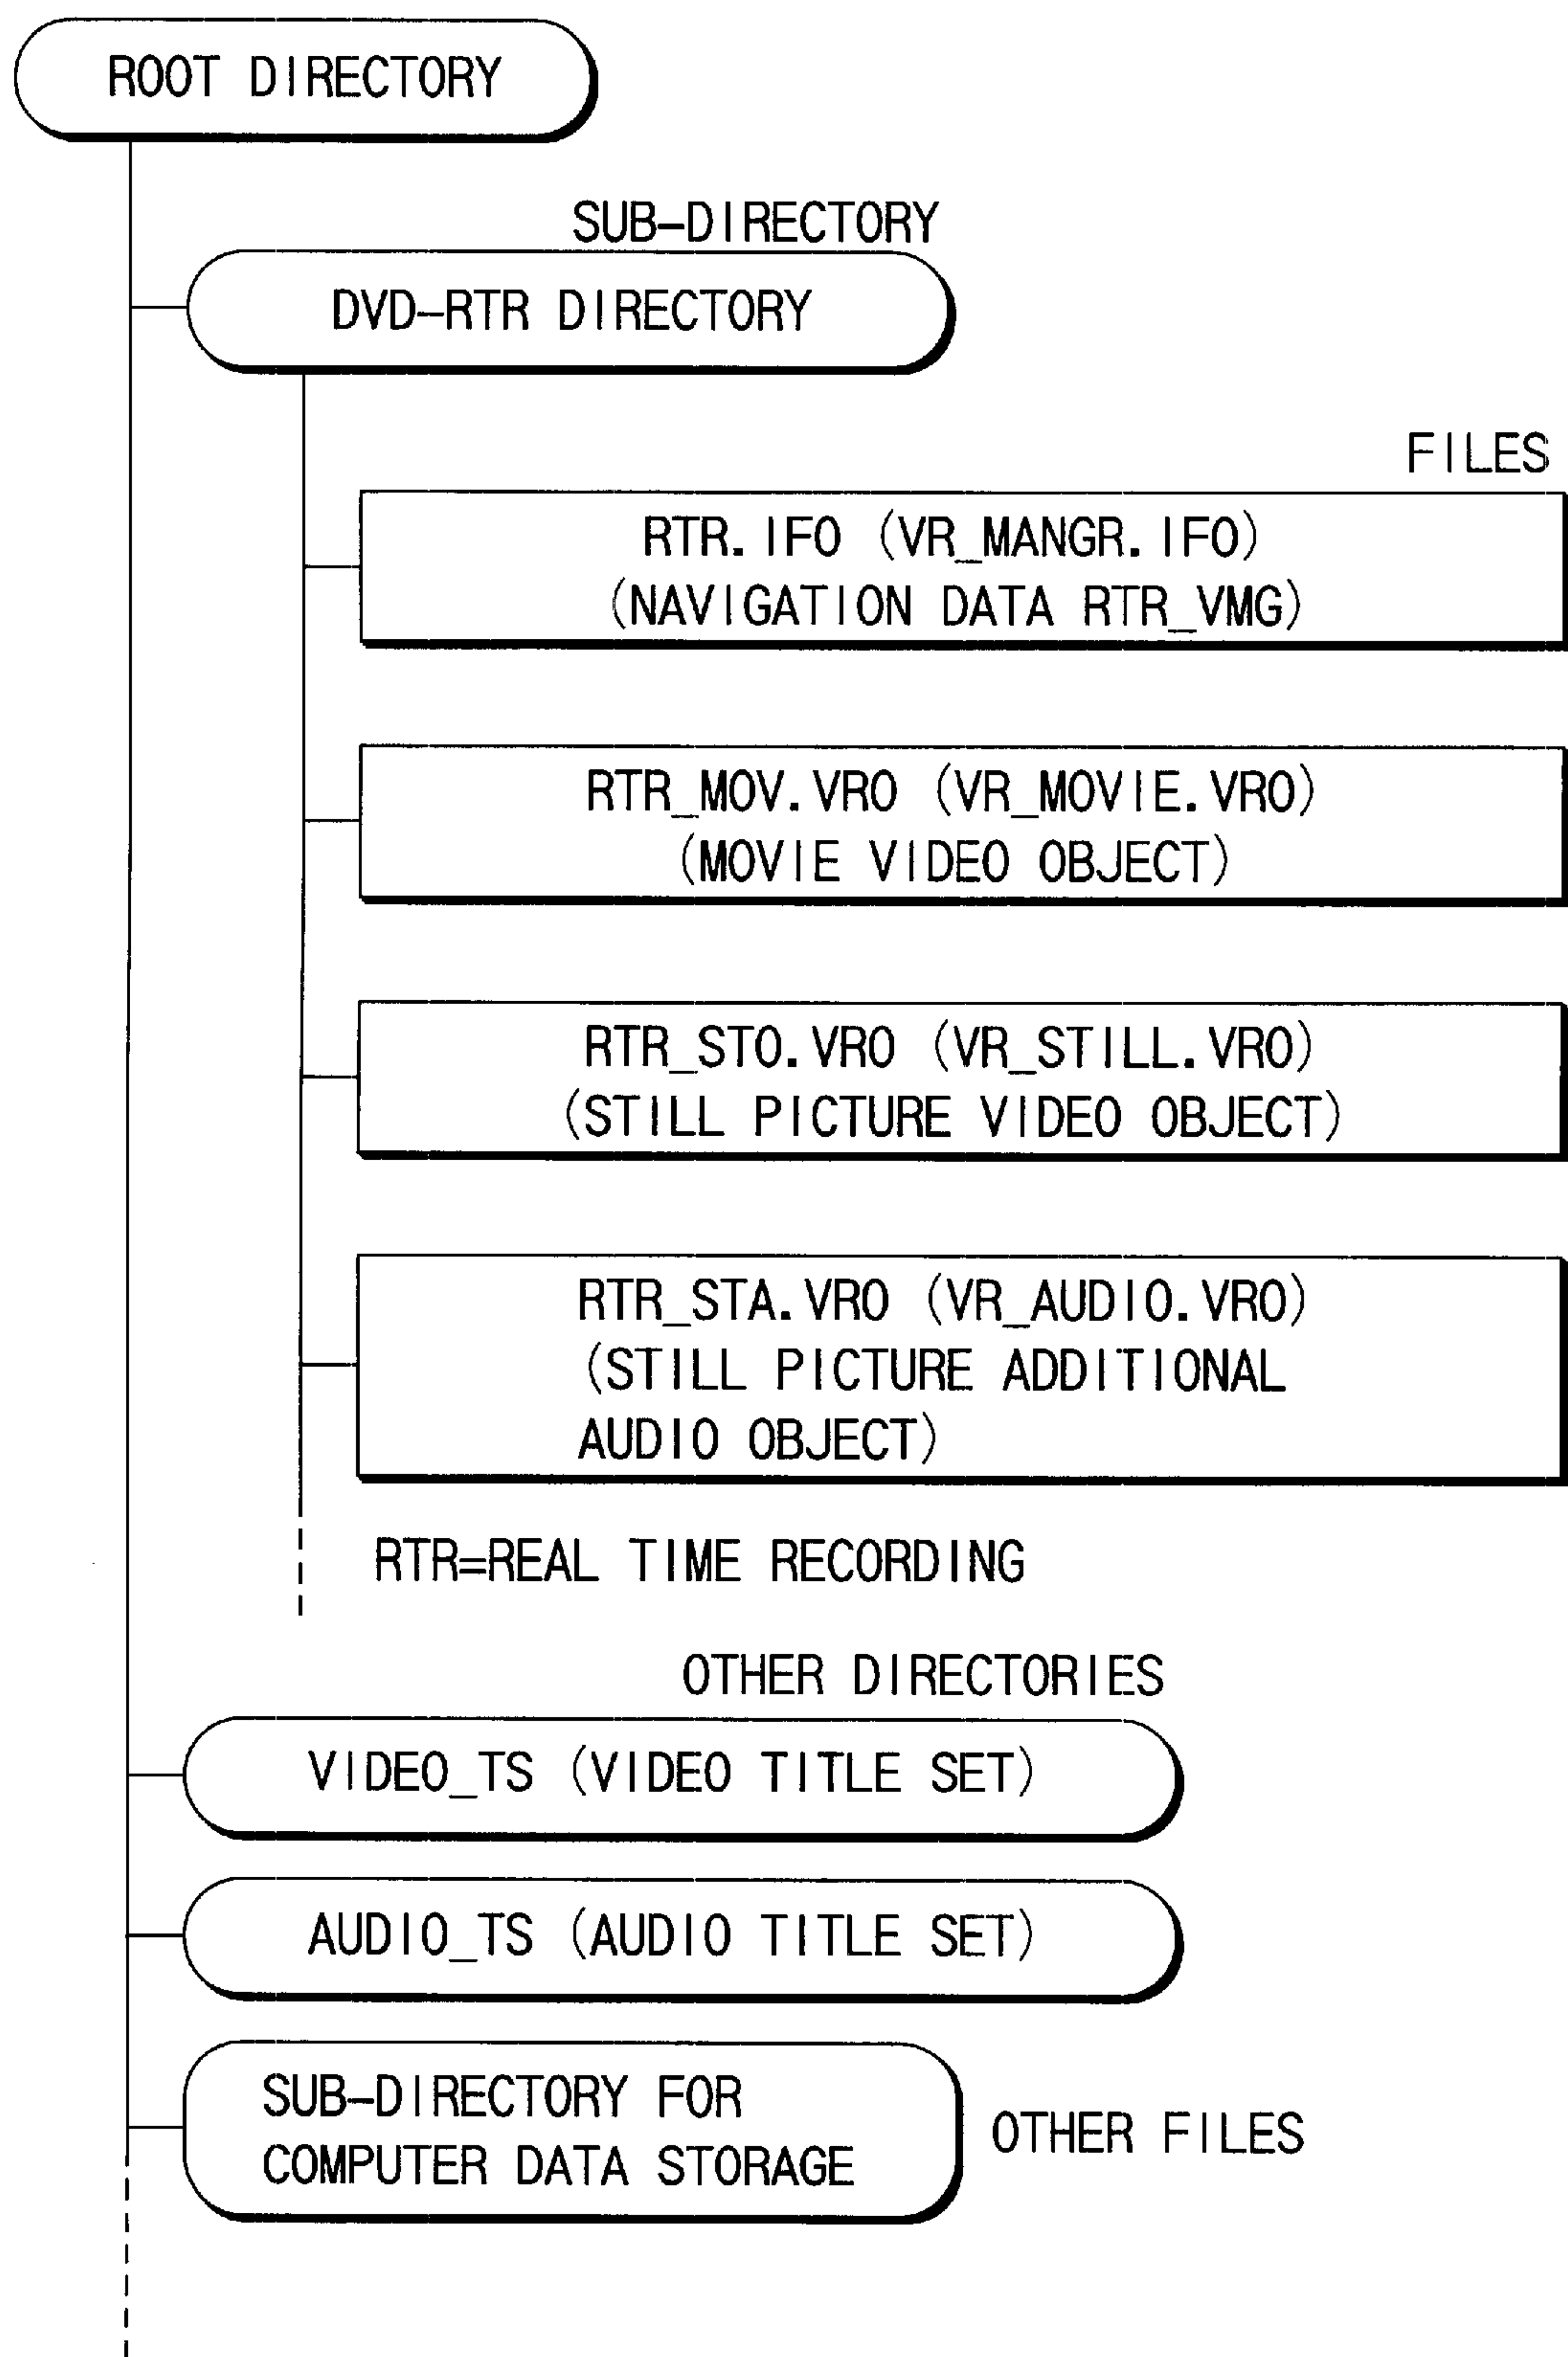 ROOT DIRECTORY
SUB-DIRECTORY
DVD-RTR DIRECTORY
FILES
RTR.IFO (VR_MANGR.IFO)
(NAVIGATION DATA RTR_VMG)
RTR_MOV.VRO (VR_MOVIE.VRO)
(MOVIE VIDEO OBJECT)
RTR_STO.VRO (VR_STILL.VRO)
(STILL PICTURE VIDEO OBJECT)
RTR_STA.VRO (VR_AUDIO.VRO)
(STILL PICTURE ADDITIONAL
AUDIO OBJECT)
RTR=REAL TIME RECORDING
OTHER DIRECTORIES
VIDEO_TS (VIDEO TITLE SET)
AUDIO_TS (AUDIO TITLE SET)
SUB-DIRECTORY FOR
COMPUTER DATA STORAGE
OTHER FILES